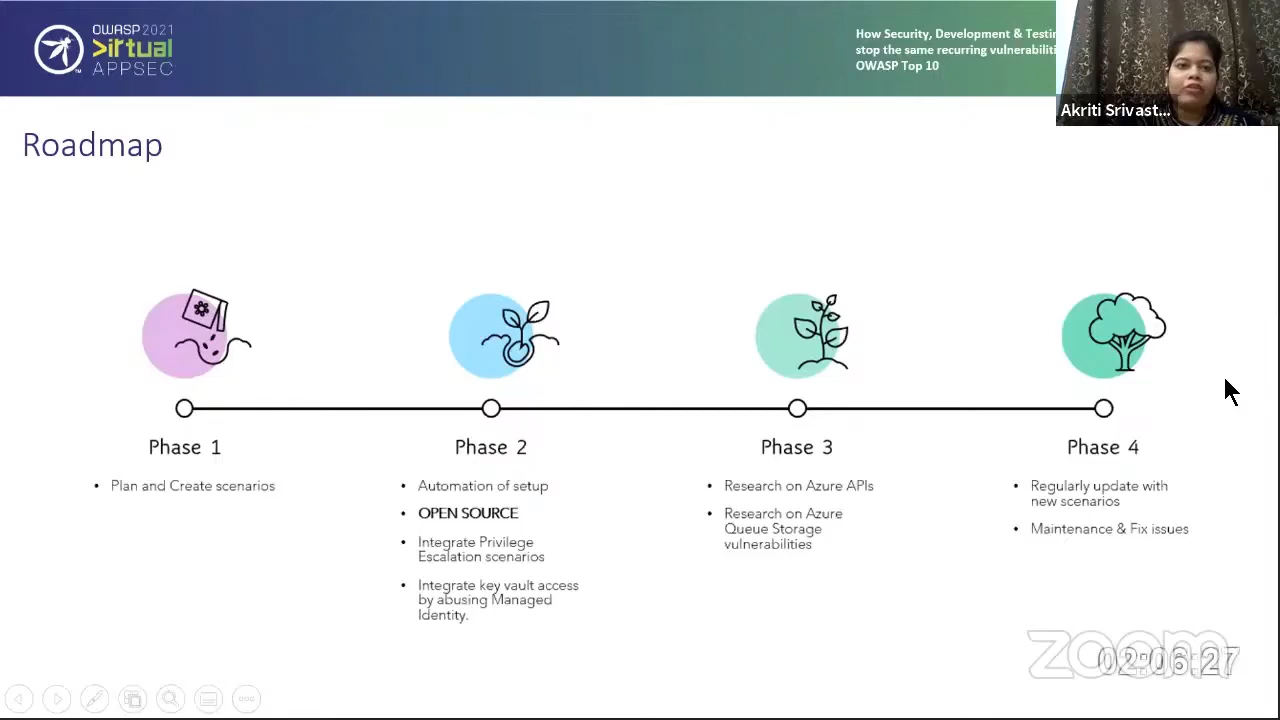 OWASP 2021
>irtual
APPSEC
How Security, Development & Testin
stop the same recurring vulnerabiliti
OWASP Top 10
Akriti Srivast...
Roadmap
Phase 1
• Plan and Create scenarios
Phase 2
• Automation of setup
• OPEN SOURCE
• Integrate Privilege
Escalation scenarios
• Integrate key vault access
by abusing Managed
Identity.
Phase 3
• Research on Azure APIs
• Research on Azure
Queue Storage
vulnerabilities
Phase 4
• Regularly update with
new scenarios
• Maintenance & Fix issues
zoom
02:06:27